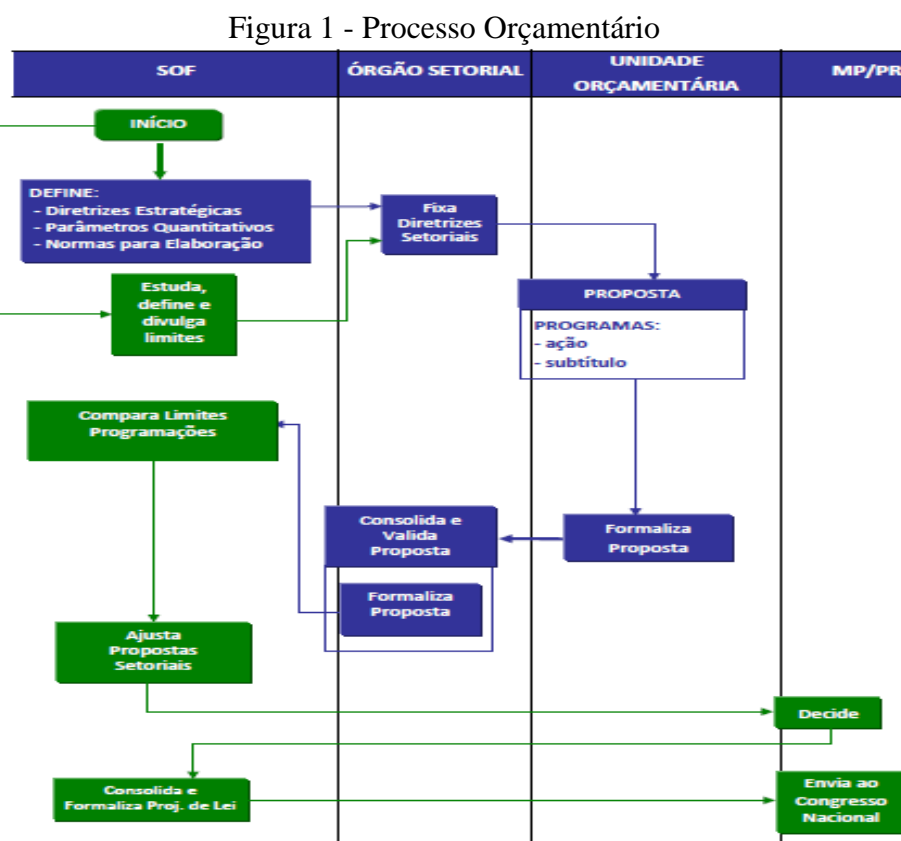 Figura 1 - Processo Orçamentário
SOF
ÓRGÃO SETORIAL
UNIDADE
ORÇAMENTÁRIA
MP/PR
INÍCIO
DEFINE:
- Diretrizes Estratégicas
- Parâmetros Quantitativos
- Normas para Elaboração
Fixa
Diretrizes
Setoriais
Estuda,
define e
divulga
limites
PROPOSTA
PROGRAMAS:
- ação
- subtítulo
Compara Limites
Programações
Consolida e
Valida
Proposta
Formaliza
Proposta
Formaliza
Proposta
Ajusta
Propostas
Setoriais
Decide
Consolida e
Formaliza Proj. de Lei
Envia ao
Congresso
Nacional